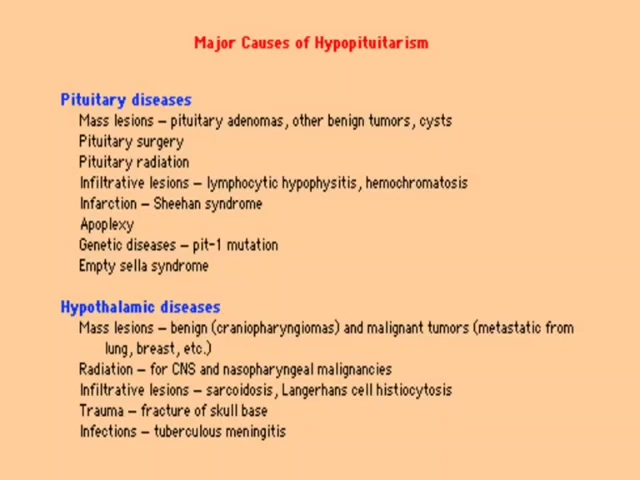 Major Causes of Hypopituitarism
Pituitary diseases
Mass lesions – pituitary adenomas, other benign tumors, cysts
Pituitary surgery
Pituitary radiation
Infiltrative lesions – lymphocytic hypophysitis, hemochromatosis
Infarction – Sheehan syndrome
Apoplexy
Genetic diseases – pit-1 mutation
Empty sella syndrome
Hypothalamic diseases
Mass lesions – benign (craniopharyngiomas) and malignant tumors (metastatic from
lung, breast, etc.)
Radiation – for CNS and nasopharyngeal malignancies
Infiltrative lesions – sarcoidosis, Langerhans cell histiocytosis
Trauma – fracture of skull base
Infections – tuberculous meningitis